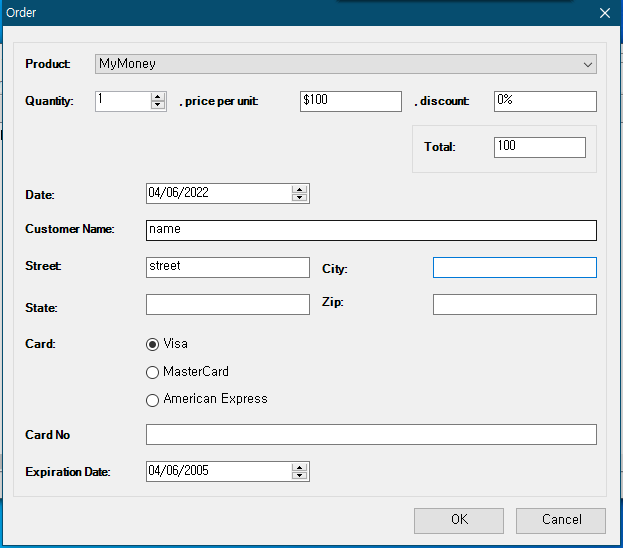 Order
Product: MyMoney
Quantity: 1 , price per unit: $100 , discount: 0%
Total: 100
Date: 04/06/2022
Customer Name: name
Street: street City:
State: Zip:
Card: Visa
MasterCard
American Express
Card No
Expiration Date: 04/06/2005
OK Cancel